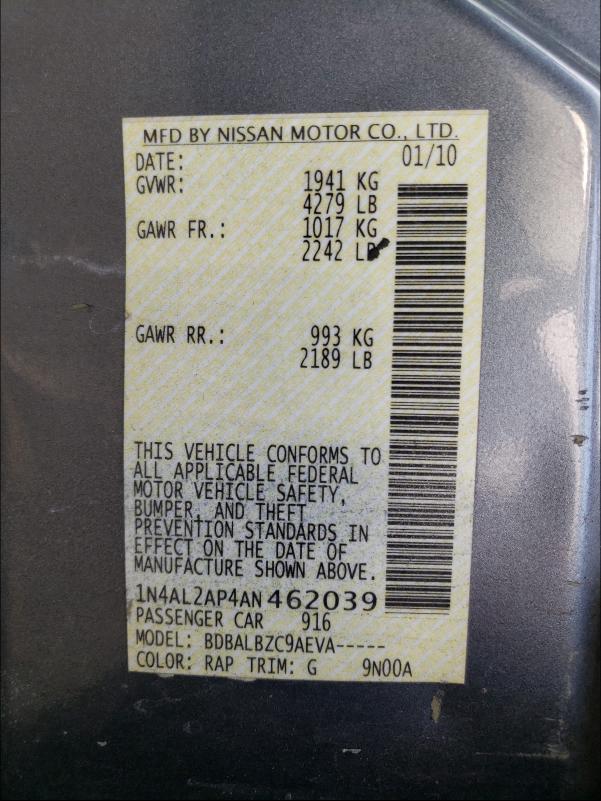 MFD BY NISSAN MOTOR CO., LTD.
DATE: 01/10
GVWR: 1941 KG
4279 LB
GAWR FR.: 1017 KG
2242 LB
GAWR RR.: 993 KG
2189 LB
THIS VEHICLE CONFORMS TO
ALL APPLICABLE FEDERAL
MOTOR VEHICLE SAFETY,
BUMPER, AND THEFT
PREVENTION STANDARDS IN
EFFECT ON THE DATE OF
MANUFACTURE SHOWN ABOVE.
1N4AL2AP4AN462039
PASSENGER CAR 916
MODEL: BDBALBZC9AEVA-----
COLOR: RAP TRIM: G 9N00A